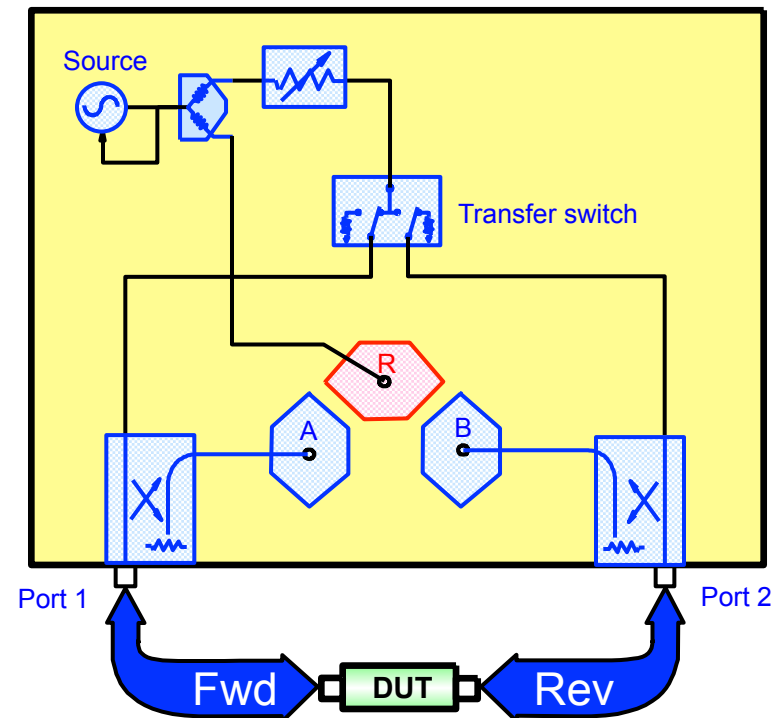 Source
Transfer switch
R
A
B
Port 1
Port 2
Fwd
DUT
Rev